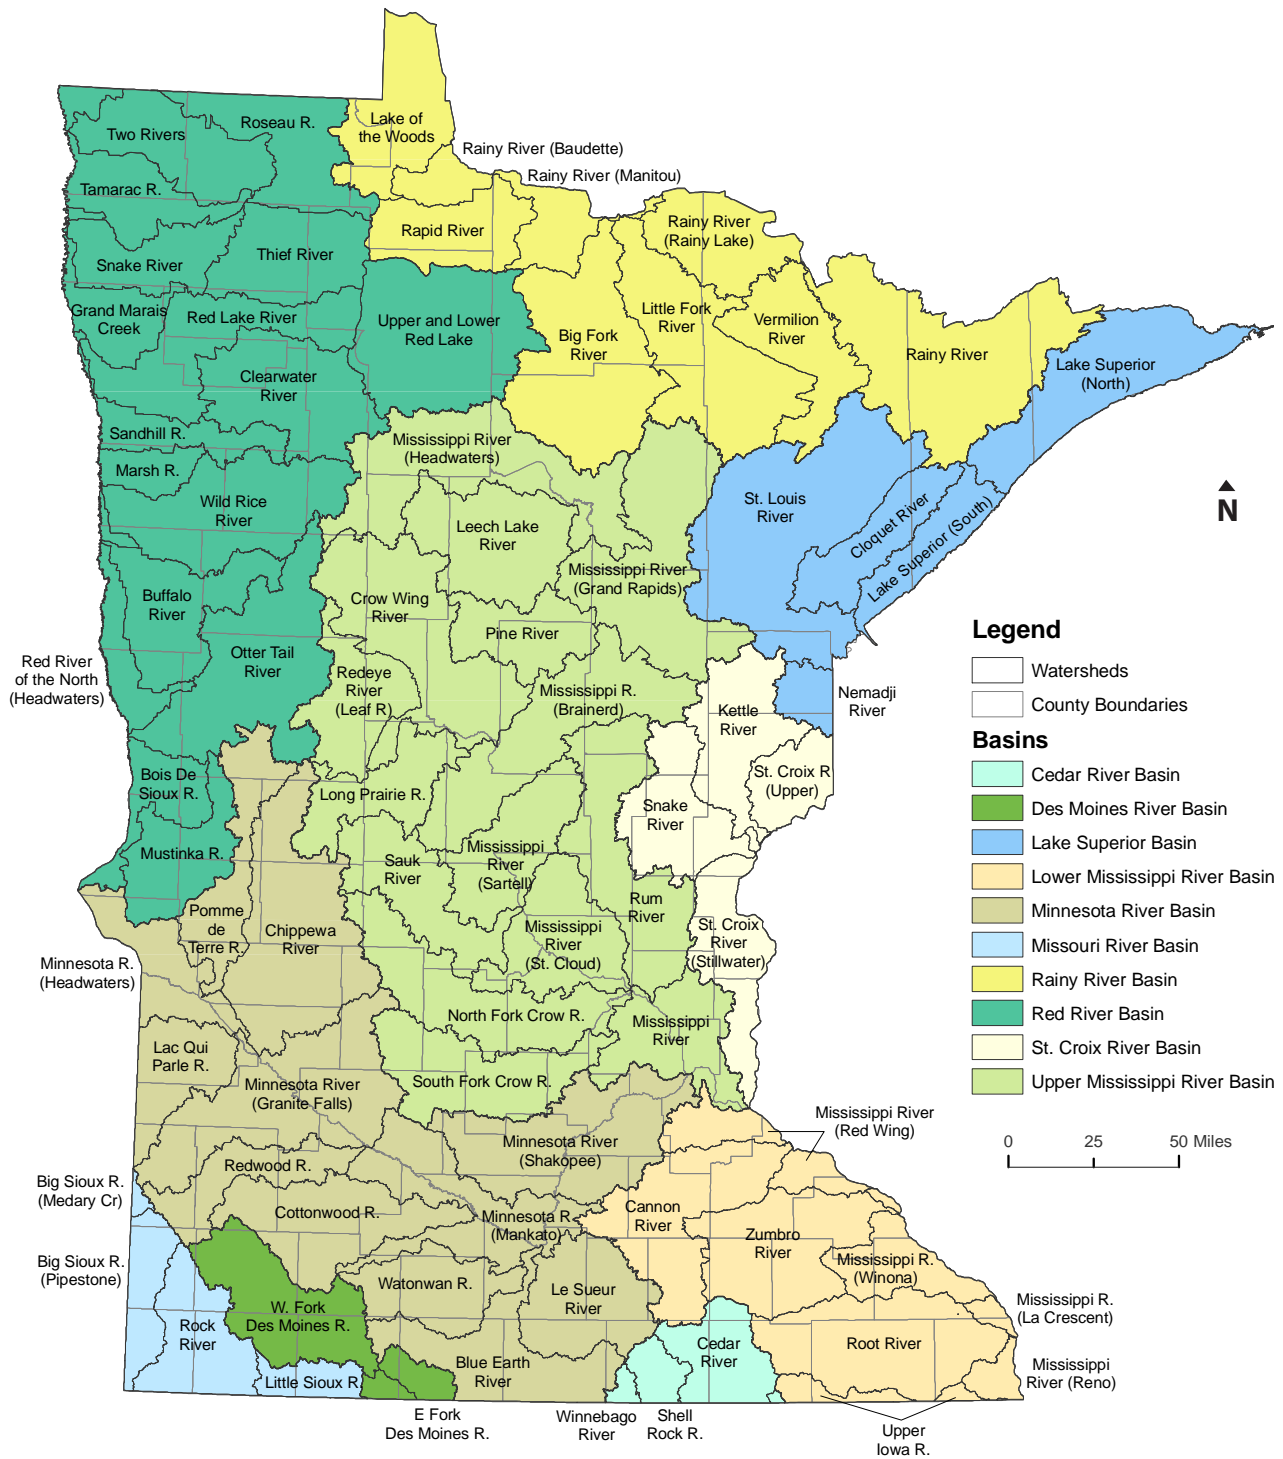 Lake of
the Woods
Roseau R.
Two Rivers
Rainy River (Baudette)
Rainy River (Manitou)
Tamarac R.
Rapid River
Rainy River
(Rainy Lake)
Thief River
Snake River
Grand Marais
Creek
Red Lake River
Upper and Lower
Red Lake
Little Fork
River
Vermilion
River
Big Fork
River
Rainy River
Lake Superior
(North)
Clearwater
River
Sandhill R.
Mississippi River
(Headwaters)
Marsh R.
Wild Rice
River
St. Louis
River
Cloquet River
Lake Superior (South)
N
Leech Lake
River
Mississippi River
(Grand Rapids)
Buffalo
River
Crow Wing
River
Pine River
Otter Tail
River
Red River
of the North
(Headwaters)
Redeye
River
(Leaf R)
Mississippi R.
(Brainerd)
Kettle
River
Nemadji
River
Legend
Watersheds
County Boundaries
Basins
Cedar River Basin
Des Moines River Basin
Lake Superior Basin
Lower Mississippi River Basin
Minnesota River Basin
Missouri River Basin
Rainy River Basin
Red River Basin
St. Croix River Basin
Upper Mississippi River Basin
0 25 50 Miles
Bois De
Sioux R.
Long Prairie R.
St. Croix R
(Upper)
Snake
River
Mustinka R.
Sauk
River
Mississippi
River
(Sartell)
Rum
River
Pomme
de
Terre R.
Chippewa
River
Mississippi
River
(St. Cloud)
St. Croix
River
(Stillwater)
Minnesota R.
(Headwaters)
North Fork Crow R.
Mississippi
River
Lac Qui
Parle R.
Minnesota River
(Granite Falls)
South Fork Crow R.
Mississippi River
(Red Wing)
Minnesota River
(Shakopee)
Redwood R.
Big Sioux R.
(Medary Cr)
Cottonwood R.
Minnesota R.
(Mankato)
Cannon
River
Zumbro
River
Mississippi R.
(Winona)
Big Sioux R.
(Pipestone)
Watonwan R.
Le Sueur
River
Mississippi R.
(La Crescent)
W. Fork
Des Moines R.
Rock
River
Cedar
River
Root River
Blue Earth
River
Little Sioux R.
Mississippi
River (Reno)
E Fork
Des Moines R.
Winnebago
River
Shell
Rock R.
Upper
Iowa R.